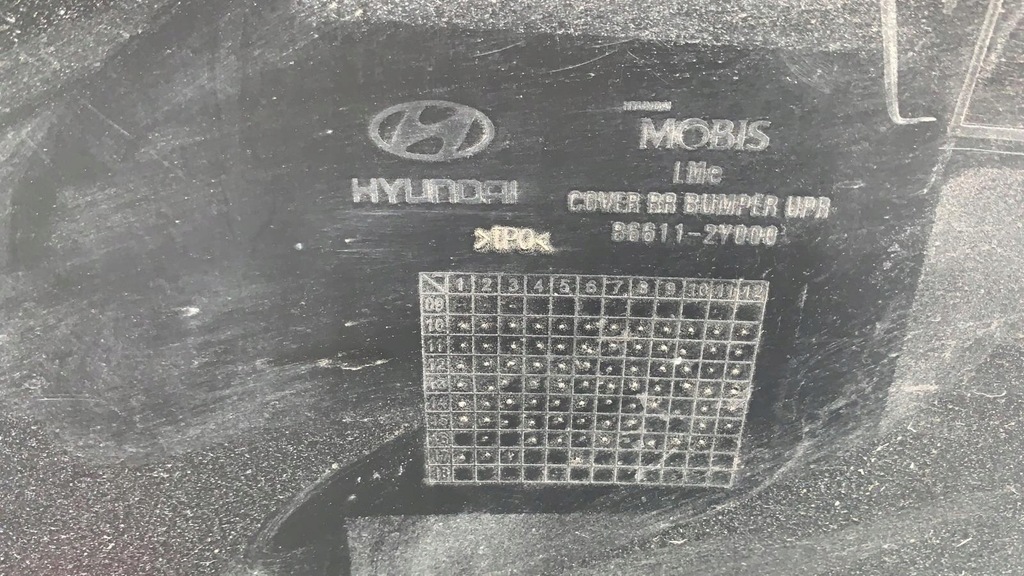 HYUNDAI
MOBIS
LMc
COVER RR BUMPER UPR
86611-2Y000
>TPO<
1 2 3 4 5 6 7 8 9 10 11 12
09
10
11
12
13
14
15
16
17
18